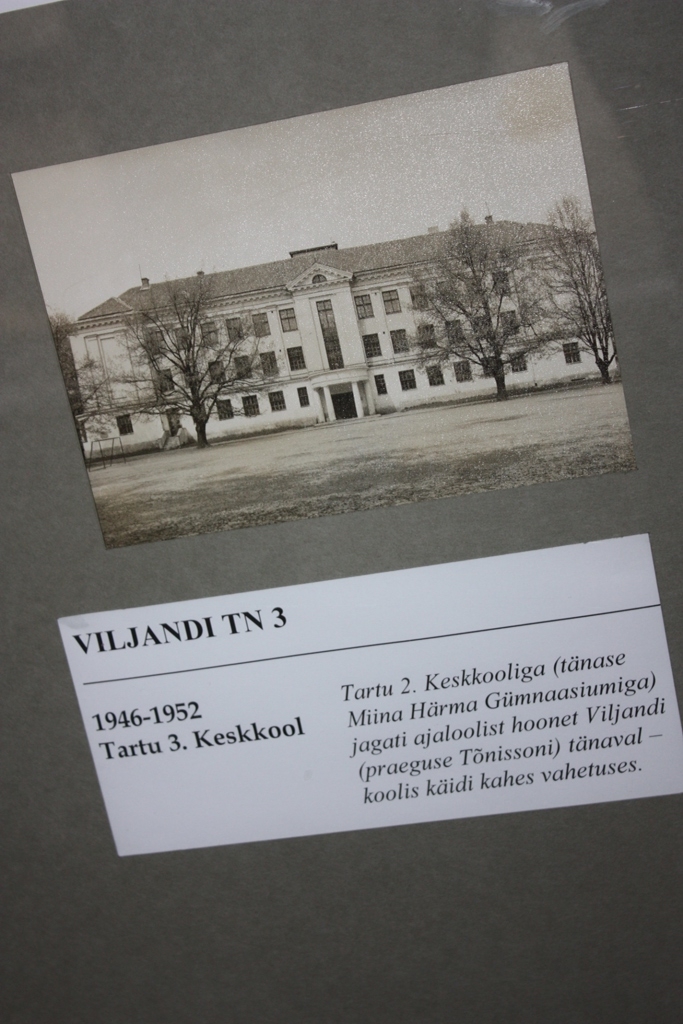 VILJANDI TN 3
1946-1952
Tartu 3. Keskkool
Tartu 2. Keskkooliga (tänase
Miina Härma Gümnaasiumiga)
jagati ajaloolist hoonet Viljandi
(praeguse Tõnissoni) tänaval –
koolis käidi kahes vahetuses.